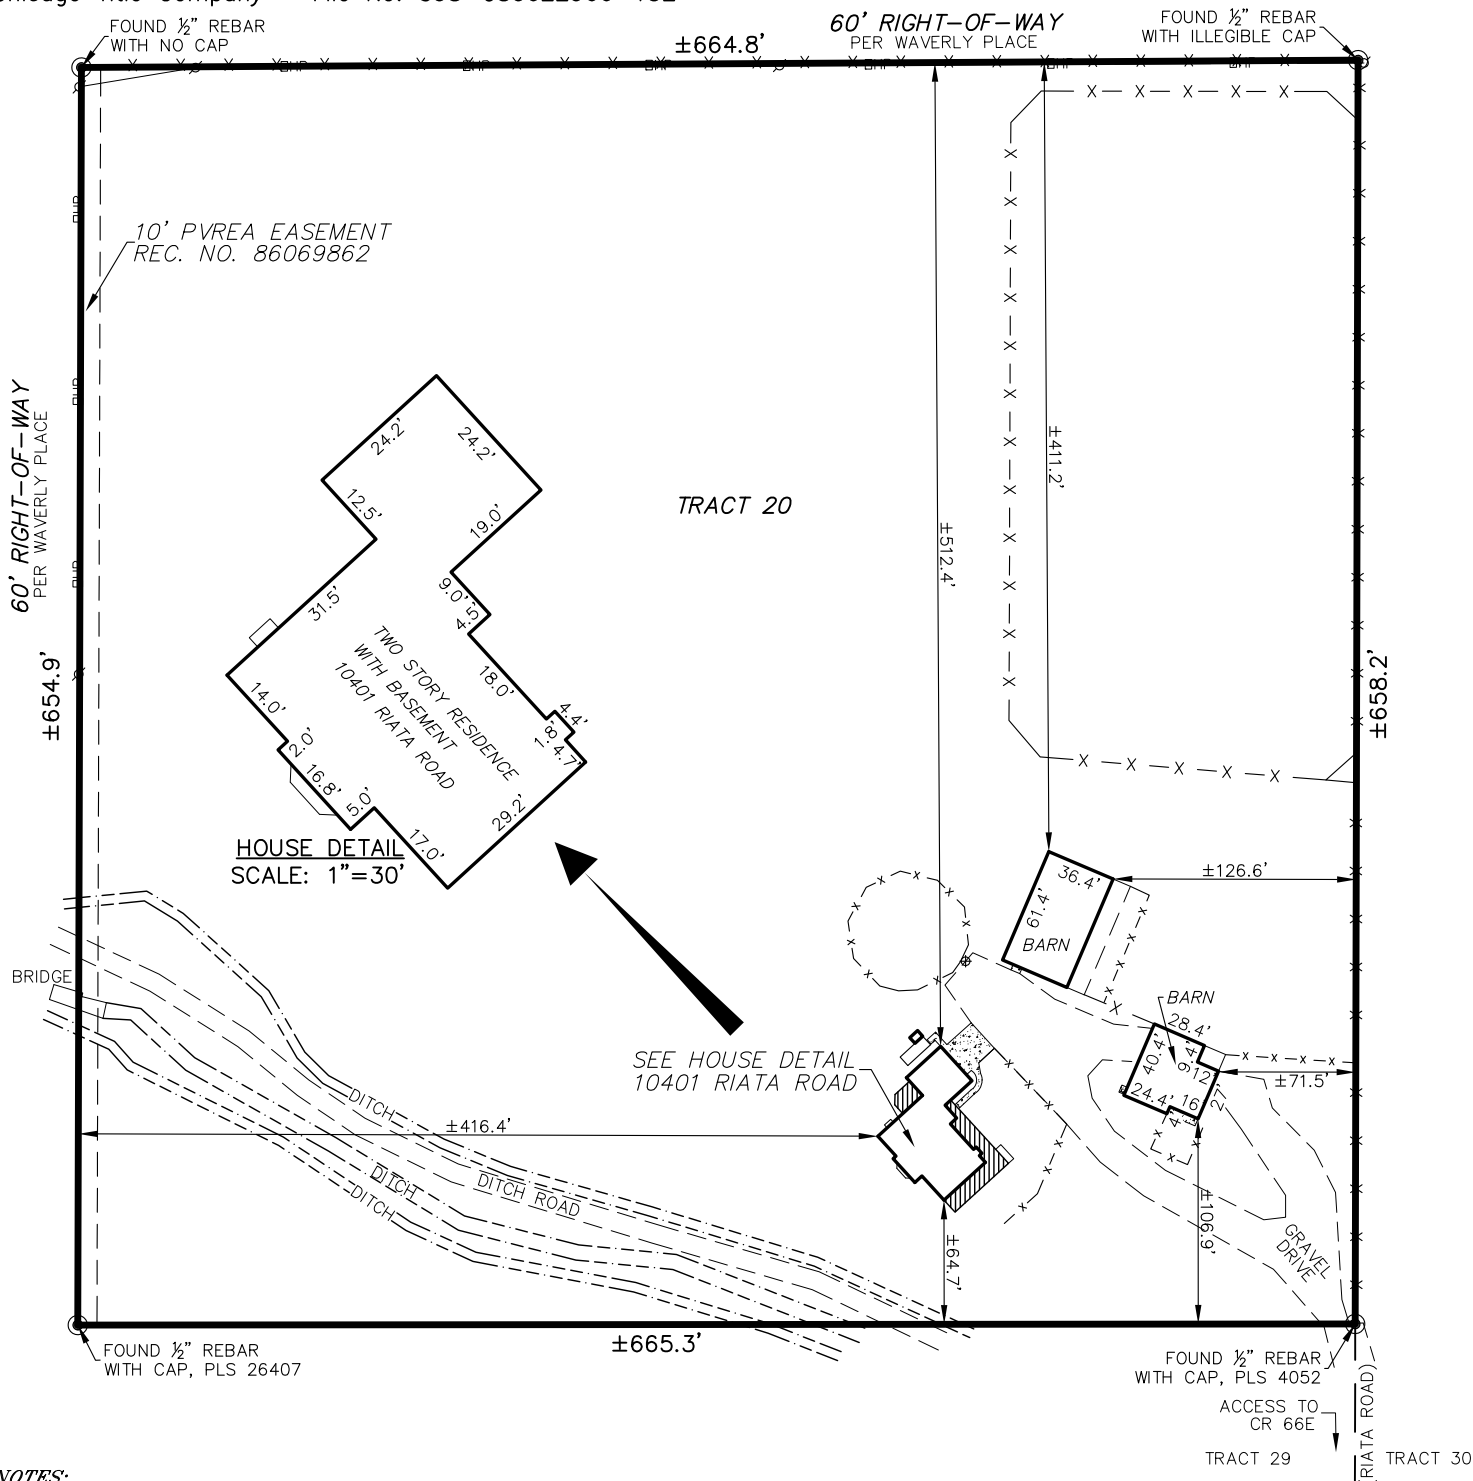 60' RIGHT-OF-WAY
PER WAVERLY PLACE
FOUND ½" REBAR
WITH NO CAP
±664.8'
FOUND ½" REBAR
WITH ILLEGIBLE CAP
10' PVREA EASEMENT
REC. NO. 86069862
60' RIGHT-OF-WAY
PER WAVERLY PLACE
±654.9'
24.2'
24.2'
12.5'
19.0'
9.0'
4.5'
31.5'
18.0'
4.4'
1.8'
4.7'
14.0'
2.0'
16.8'
5.0'
17.0'
29.2'
TWO STORY RESIDENCE
WITH BASEMENT
10401 RIATA ROAD
HOUSE DETAIL
SCALE: 1"=30'
TRACT 20
±512.4'
±411.2'
±658.2'
36.4'
61.4'
BARN
±126.6'
BARN
28.4'
40.4'
9.4'
12'
24.4'
16
2'
4'
±71.5'
±106.9'
SEE HOUSE DETAIL
10401 RIATA ROAD
±416.4'
±64.7'
BRIDGE
DITCH
DITCH
DITCH
DITCH ROAD
GRAVEL
DRIVE
±665.3'
FOUND ½" REBAR
WITH CAP, PLS 26407
FOUND ½" REBAR
WITH CAP, PLS 4052
ACCESS TO
CR 66E
TRACT 29
RIATA ROAD)
TRACT 30
NOTES: